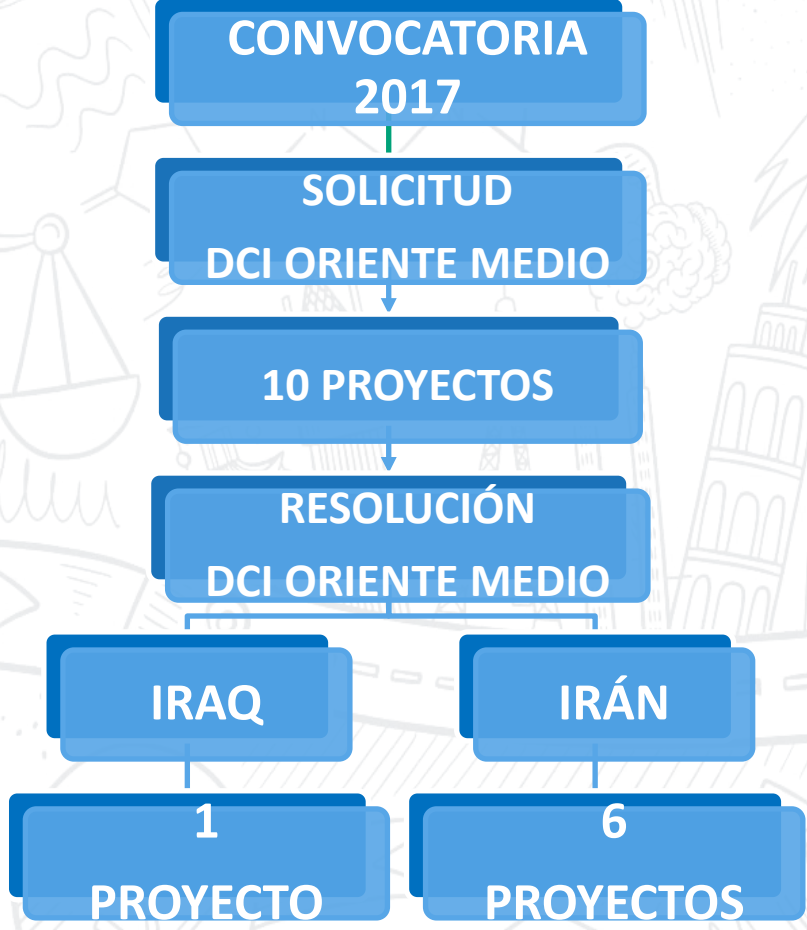 CONVOCATORIA
2017
SOLICITUD
DCI ORIENTE MEDIO
10 PROYECTOS
RESOLUCIÓN
DCI ORIENTE MEDIO
IRAQ
IRÁN
1
PROYECTO
6
PROYECTOS